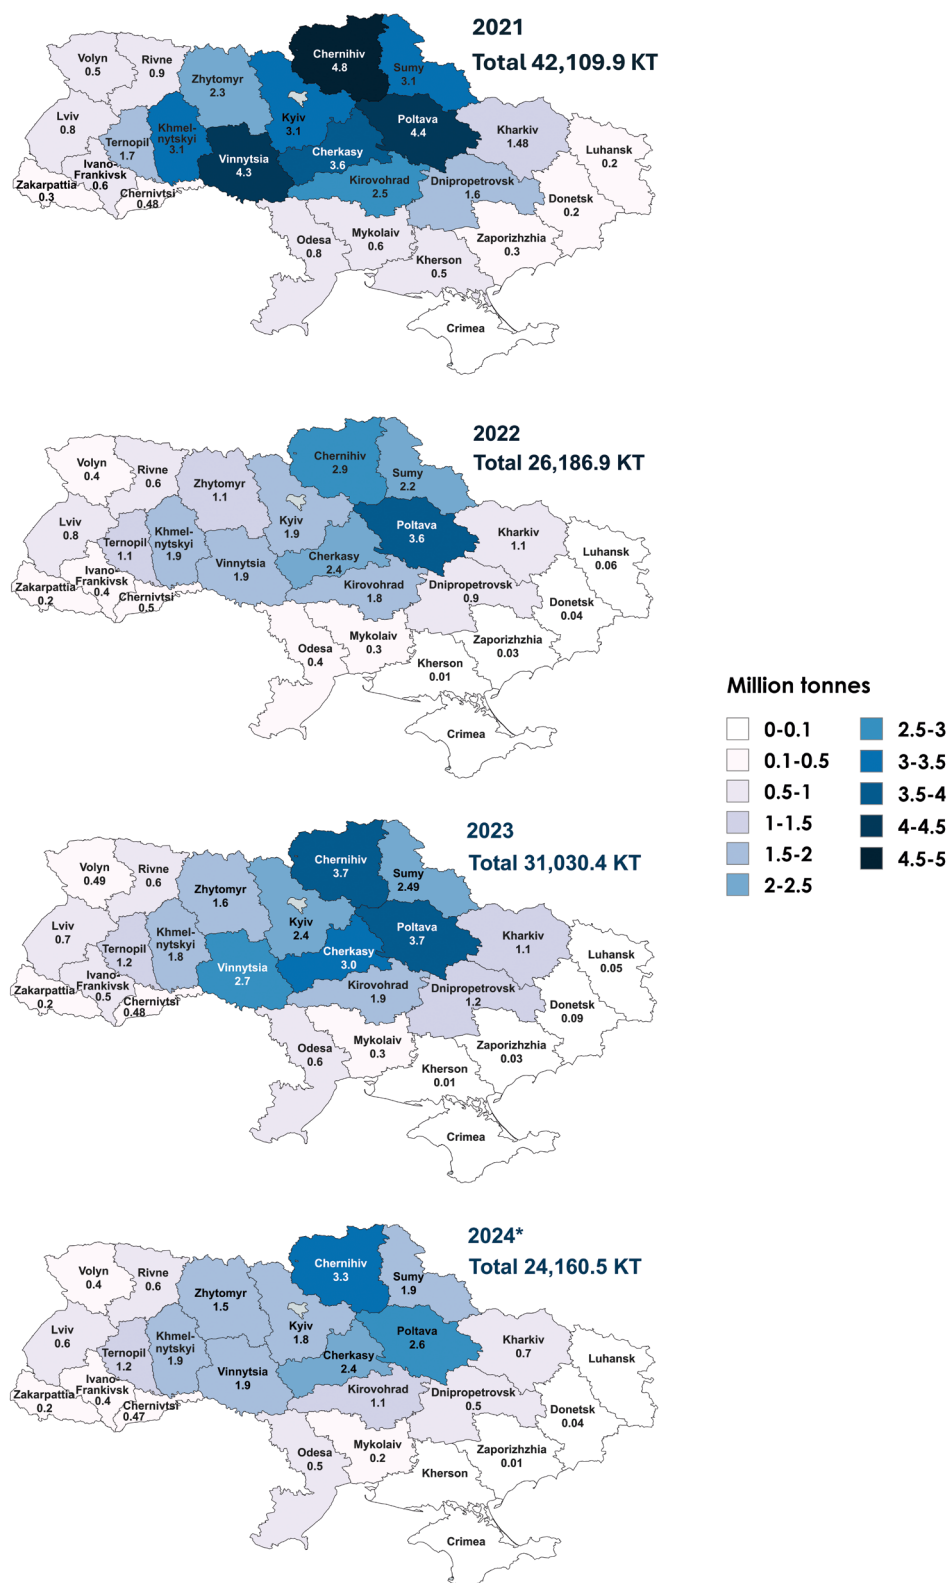 2021
Total 42,109.9 KT
Chernihiv
4.8
Volyn
0.5
Rivne
0.9
Sumy
3.1
Zhytomyr
2.3
Lviv
0.8
Kyiv
3.1
Poltava
4.4
Kharkiv
1.48
Khmel-
nytskyi
3.1
Ternopil
1.7
Vinnytsia
4.3
Cherkasy
3.6
Luhansk
0.2
Ivano-
Frankivsk
0.6
Zakarpattia
0.3
Chernivtsi
0.48
Kirovohrad
2.5
Dnipropetrovsk
1.6
Donetsk
0.2
Odesa
0.8
Mykolaiv
0.6
Zaporizhzhia
0.3
Kherson
0.5
Crimea
2022
Total 26,186.9 KT
Chernihiv
2.9
Volyn
0.4
Rivne
0.6
Sumy
2.2
Zhytomyr
1.1
Lviv
0.8
Kyiv
1.9
Poltava
3.6
Kharkiv
1.1
Ternopil
1.1
Khmel-
nytskyi
1.9
Vinnytsia
1.9
Cherkasy
2.4
Luhansk
0.06
Ivano-
Frankivsk
0.4
Zakarpattia
0.2
Chernivtsi
0.5
Kirovohrad
1.8
Dnipropetrovsk
0.9
Donetsk
0.04
Odesa
0.4
Mykolaiv
0.3
Zaporizhzhia
0.03
Kherson
0.01
Crimea
Million tonnes
0-0.1
0.1-0.5
0.5-1
1-1.5
1.5-2
2-2.5
2.5-3
3-3.5
3.5-4
4-4.5
4.5-5
2023
Total 31,030.4 KT
Chernihiv
3.7
Volyn
0.49
Rivne
0.6
Sumy
2.49
Zhytomyr
1.6
Lviv
0.7
Kyiv
2.4
Poltava
3.7
Kharkiv
1.1
Ternopil
1.2
Khmel-
nytskyi
1.8
Vinnytsia
2.7
Cherkasy
3.0
Luhansk
0.05
Ivano-
Frankivsk
0.5
Zakarpattia
0.2
Chernivtsi
0.48
Kirovohrad
1.9
Dnipropetrovsk
1.2
Donetsk
0.09
Odesa
0.6
Mykolaiv
0.3
Zaporizhzhia
0.03
Kherson
0.01
Crimea
2024*
Total 24,160.5 KT
Chernihiv
3.3
Volyn
0.4
Rivne
0.6
Sumy
1.9
Zhytomyr
1.5
Lviv
0.6
Kyiv
1.8
Poltava
2.6
Kharkiv
0.7
Ternopil
1.2
Khmel-
nytskyi
1.9
Vinnytsia
1.9
Cherkasy
2.4
Luhansk
Ivano-
Frankivsk
0.4
Zakarpattia
0.2
Chernivtsi
0.47
Kirovohrad
1.1
Dnipropetrovsk
0.5
Donetsk
0.04
Odesa
0.5
Mykolaiv
0.2
Zaporizhzhia
0.01
Kherson
Crimea